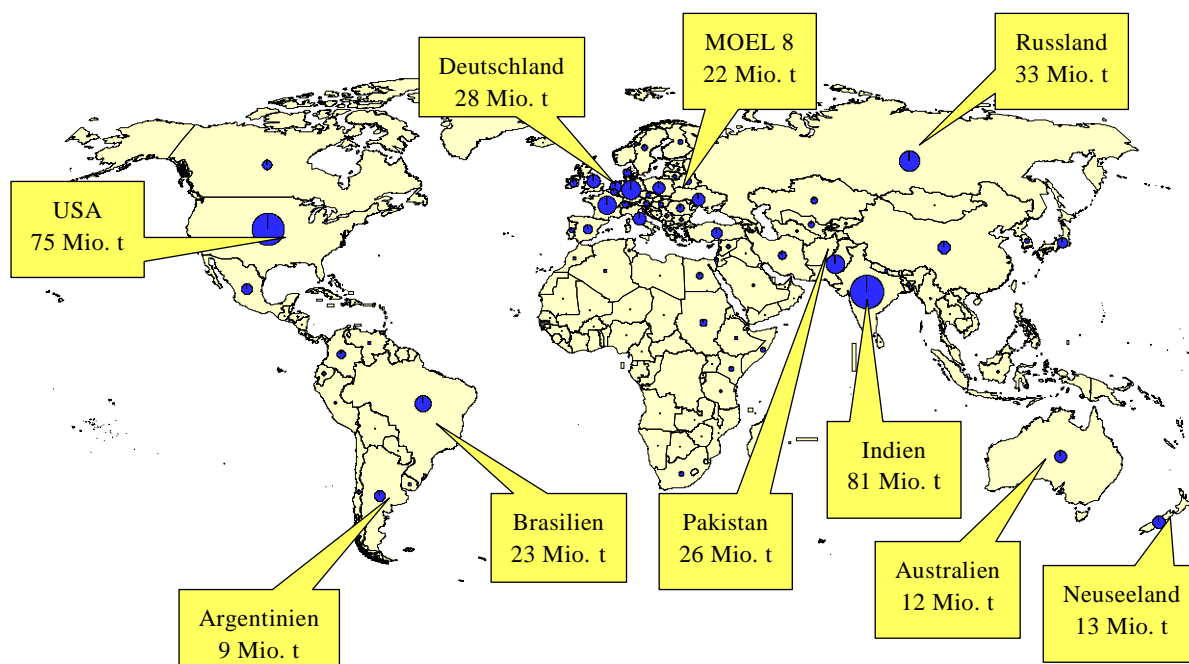 MOEL 8
22 Mio. t
Russland
33 Mio. t
Deutschland
28 Mio. t
USA
75 Mio. t
Indien
81 Mio. t
Brasilien
23 Mio. t
Pakistan
26 Mio. t
Australien
12 Mio. t
Neuseeland
13 Mio. t
Argentinien
9 Mio. t